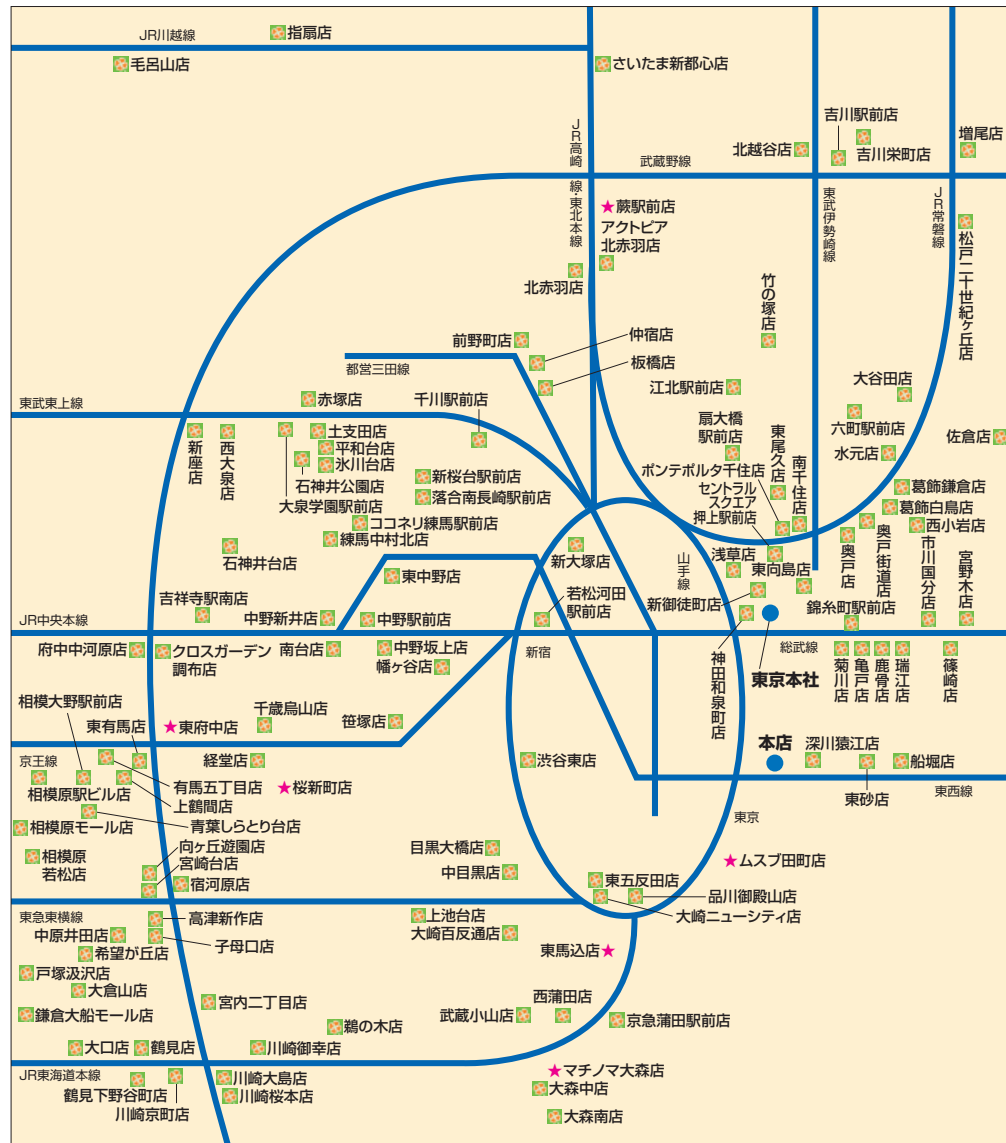 JR川越線
指扇店
毛呂山店
さいたま新都心店
吉川駅前店
北越谷店
吉川栄町店
増尾店
JR高崎線・東北本線
武蔵野線
東武伊勢崎線
JR常磐線
★蕨駅前店
アクトピア
北赤羽店
北赤羽店
松戸二十世紀ヶ丘店
竹の塚店
前野町店
仲宿店
都営三田線
板橋店
江北駅前店
大谷田店
東武東上線
赤塚店
千川駅前店
扇大橋
駅前店
六町駅前店
佐倉店
新座店
西大泉店
土支田店
平和台店
氷川台店
東尾久店
南千住店
水元店
石神井公園店
大泉学園駅前店
新桜台駅前店
落合南長崎駅前店
ポンテポルタ千住店
セントラル
スクエア
押上駅前店
葛飾鎌倉店
葛飾白鳥店
西小岩店
ココネリ練馬駅前店
練馬中村北店
石神井台店
新大塚店
山手線
浅草店
東向島店
奥戸店
奥戸街道店
市川国分店
宮野木店
東中野店
若松河田
駅前店
新御徒町店
吉祥寺駅南店
中野新井店
中野駅前店
錦糸町駅前店
JR中央本線
府中中河原店
クロスガーデン
調布店
南台店
中野坂上店
幡ヶ谷店
新宿
神田和泉町店
東京本社
総武線
菊川店
亀戸店
鹿骨店
瑞江店
篠崎店
相模大野駅前店
東有馬店
★東府中店
千歳烏山店
笹塚店
本店
深川猿江店
京王線
経堂店
渋谷東店
船堀店
相模原駅ビル店
有馬五丁目店
★桜新町店
東砂店
東西線
上鶴間店
青葉しらとり台店
相模原モール店
東京
向ヶ丘遊園店
目黒大橋店
★ムスブ田町店
相模原
若松店
宮崎台店
宿河原店
中目黒店
東五反田店
品川御殿山店
大崎ニューシティ店
東急東横線
高津新作店
上池台店
中原井田店
子母口店
大崎百反通店
希望が丘店
東馬込店★
戸塚汲沢店
大倉山店
宮内二丁目店
西蒲田店
鎌倉大船モール店
武蔵小山店
京急蒲田駅前店
鵜の木店
大口店
鶴見店
川崎御幸店
JR東海道本線
川崎大島店
★マチノマ大森店
鶴見下野谷町店
川崎桜本店
大森中店
川崎京町店
大森南店